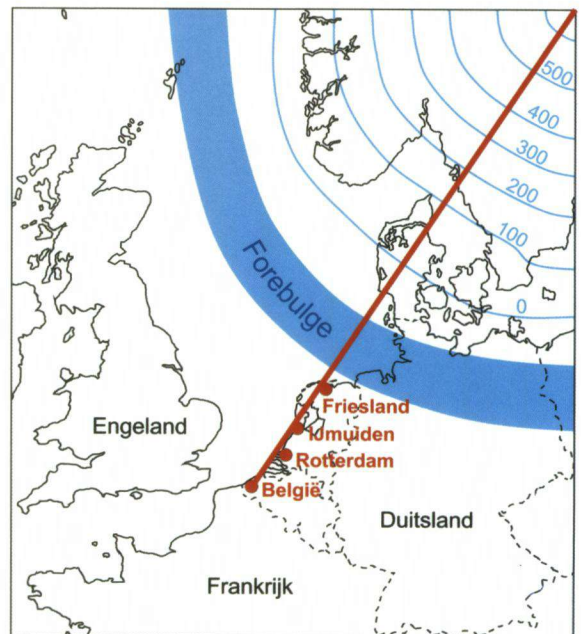 500
400
300
200
100
0
Forebulge
Friesland
IJmuiden
Rotterdam
België
Engeland
Duitsland
Frankrijk